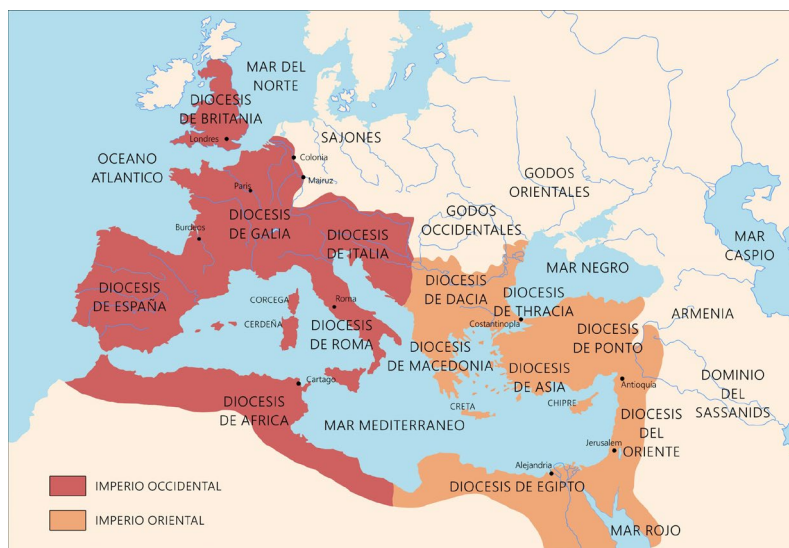 MAR DEL
NORTE
DIOCESIS
DE BRITANIA
Londres
SAJONES
OCEANO
ATLANTICO
Colonia
Mairuz
Paris
GODOS
ORIENTALES
GODOS
OCCIDENTALES
DIOCESIS
DE GALIA
Burdeos
DIOCESIS
DE ITALIA
MAR
CASPIO
MAR NEGRO
DIOCESIS
DE ESPAÑA
DIOCESIS
DE DACIA
DIOCESIS
DE THRACIA
Costantinopla
CORCEGA
Roma
CERDEÑA
ARMENIA
DIOCESIS
DE ROMA
DIOCESIS
DE PONTO
DIOCESIS
DE MACEDONIA
DIOCESIS
DE ASIA
DOMINIO
DEL
SASSANIDS
Cartago
Antioquía
DIOCESIS
DE AFRICA
CRETA
CHIPRE
MAR MEDITERRANEO
DIOCESIS
DEL
ORIENTE
Jerusalem
Alejandria
DIOCESIS DE EGIPTO
MAR ROJO
IMPERIO OCCIDENTAL
IMPERIO ORIENTAL